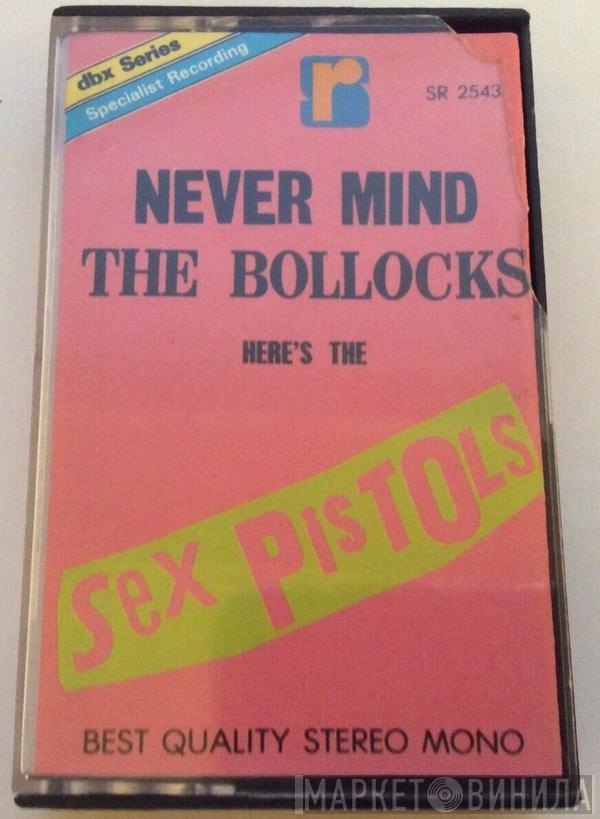 dbx Series
Specialist Recording
r
SR 2543
NEVER MIND
THE BOLLOCKS
HERE'S THE
Sex PisTOLs
BEST QUALITY STEREO MONO
МАРКЕТ ВИНИЛА